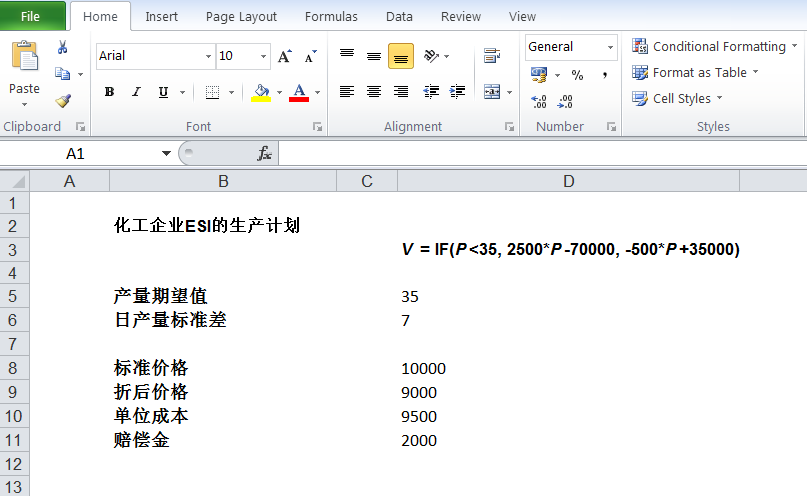 File Home Insert Page Layout Formulas Data Review View
Paste
Arial 10 A A
General
Conditional Formatting
B I U A
% ,
Format as Table
.00 .00
Cell Styles
Clipboard Font Alignment Number Styles
A1 fx
A B C D
1
2 化工企业ESI的生产计划
3 V = IF(P<35, 2500*P-70000, -500*P+35000)
4
5 产量期望值 35
6 日产量标准差 7
7
8 标准价格 10000
9 折后价格 9000
10 单位成本 9500
11 赔偿金 2000
12
13